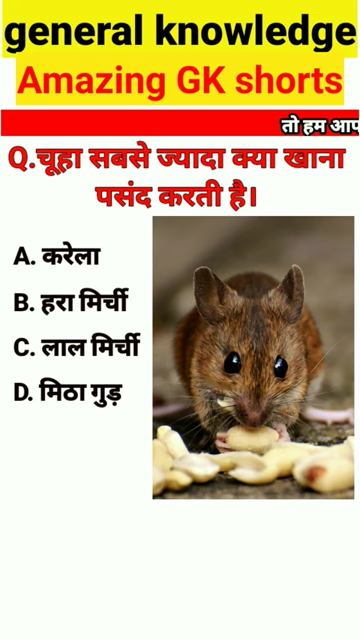 general knowledge
Amazing GK shorts
तो हम आप
Q.चूहा सबसे ज्यादा क्या खाना
पसंद करती है।
A. करेला
B. हरा मिर्ची
C. लाल मिर्ची
D. मिठा गुड़